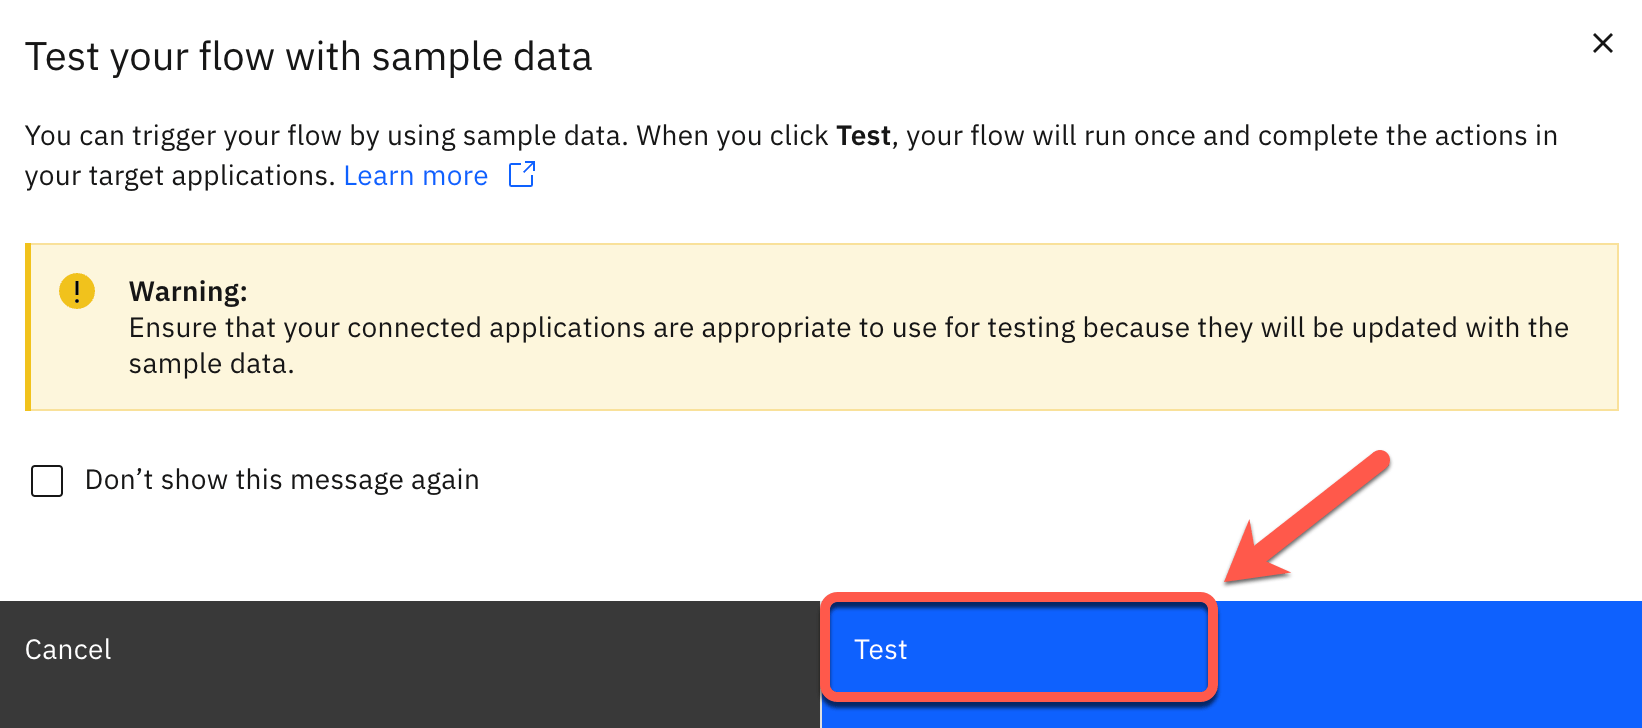 Test your flow with sample data
You can trigger your flow by using sample data. When you click Test, your flow will run once and complete the actions in
your target applications. Learn more
Warning:
Ensure that your connected applications are appropriate to use for testing because they will be updated with the
sample data.
Don’t show this message again
Cancel
Test